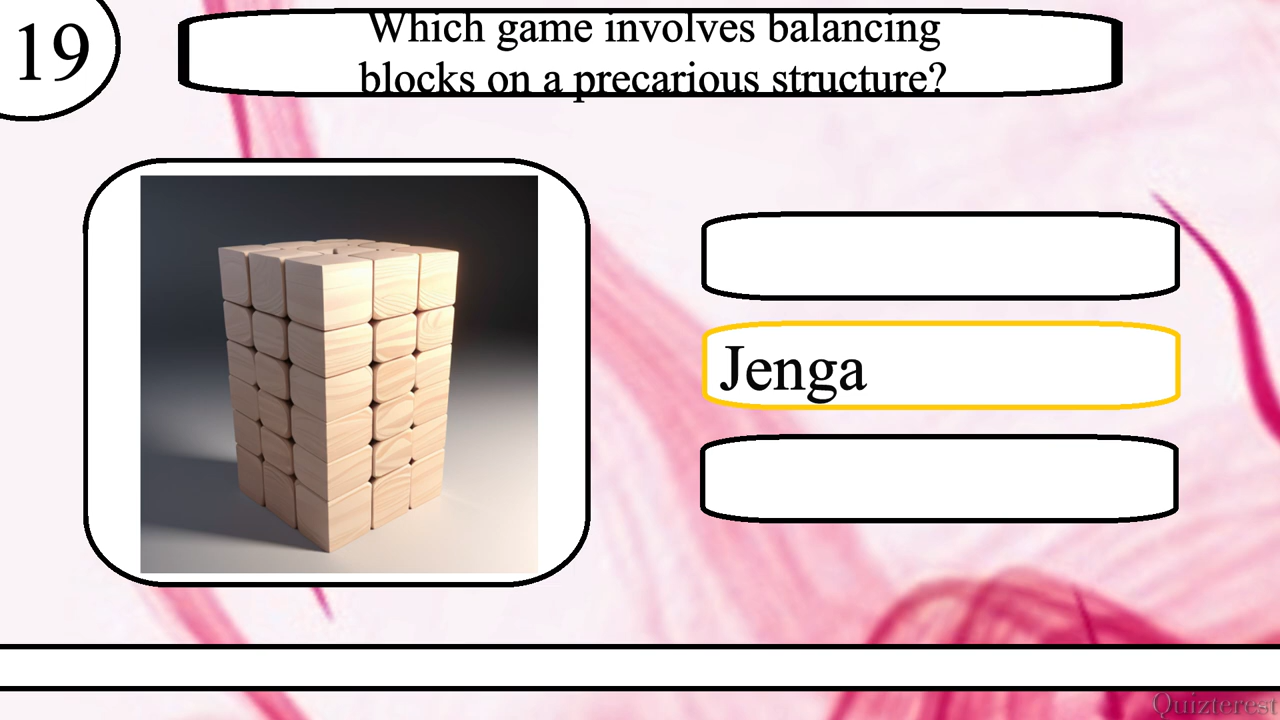 19
Which game involves balancing
blocks on a precarious structure?
Jenga
Quizterest